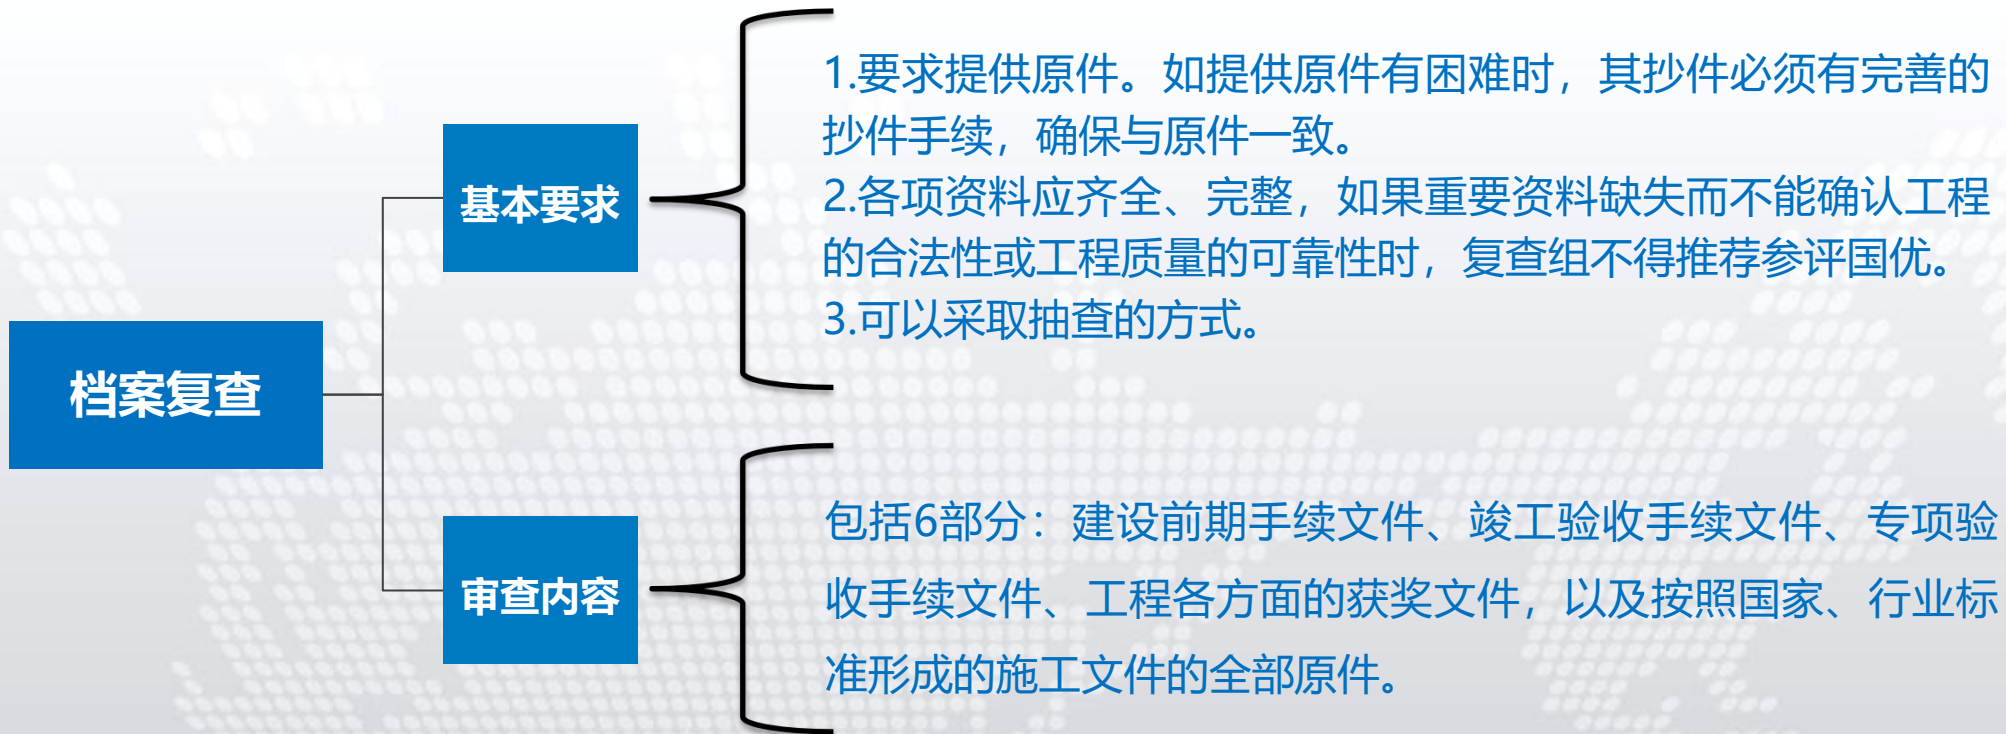 档案复查
基本要求
1.要求提供原件。如提供原件有困难时，其抄件必须有完善的
抄件手续，确保与原件一致。
2.各项资料应齐全、完整，如果重要资料缺失而不能确认工程
的合法性或工程质量的可靠性时，复查组不得推荐参评国优。
3.可以采取抽查的方式。
审查内容
包括6部分：建设前期手续文件、竣工验收手续文件、专项验
收手续文件、工程各方面的获奖文件，以及按照国家、行业标
准形成的施工文件的全部原件。